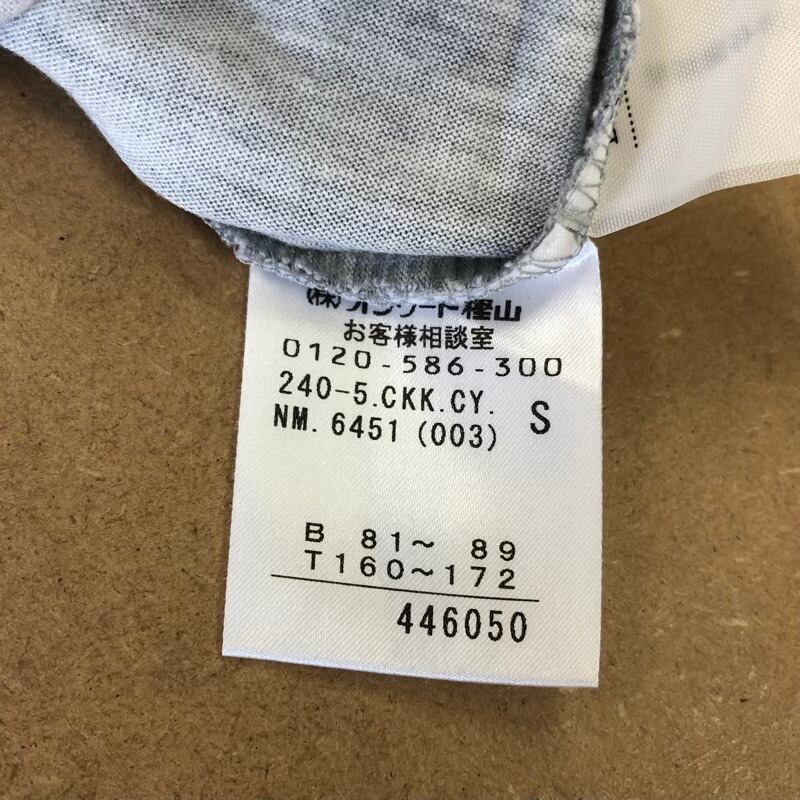 (株)オンワード樫山
お客様相談室
0120-586-300
240-5.CKK.CY. S
NM. 6451 (003)
B 81~ 89
T160~172
446050